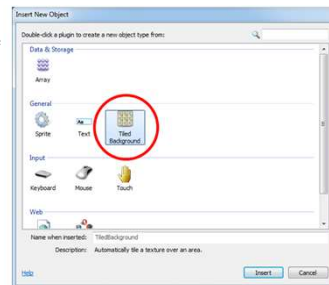 Insert New Object
Double-click a plugin to create a new object type from:
Data & Storage
Array
General
Sprite
Text
Tiled
Background
Input
Keyboard
Mouse
Touch
Web
Name when inserted: TiledBackground
Description: Automatically tile a texture over an area.
Help
Insert
Cancel